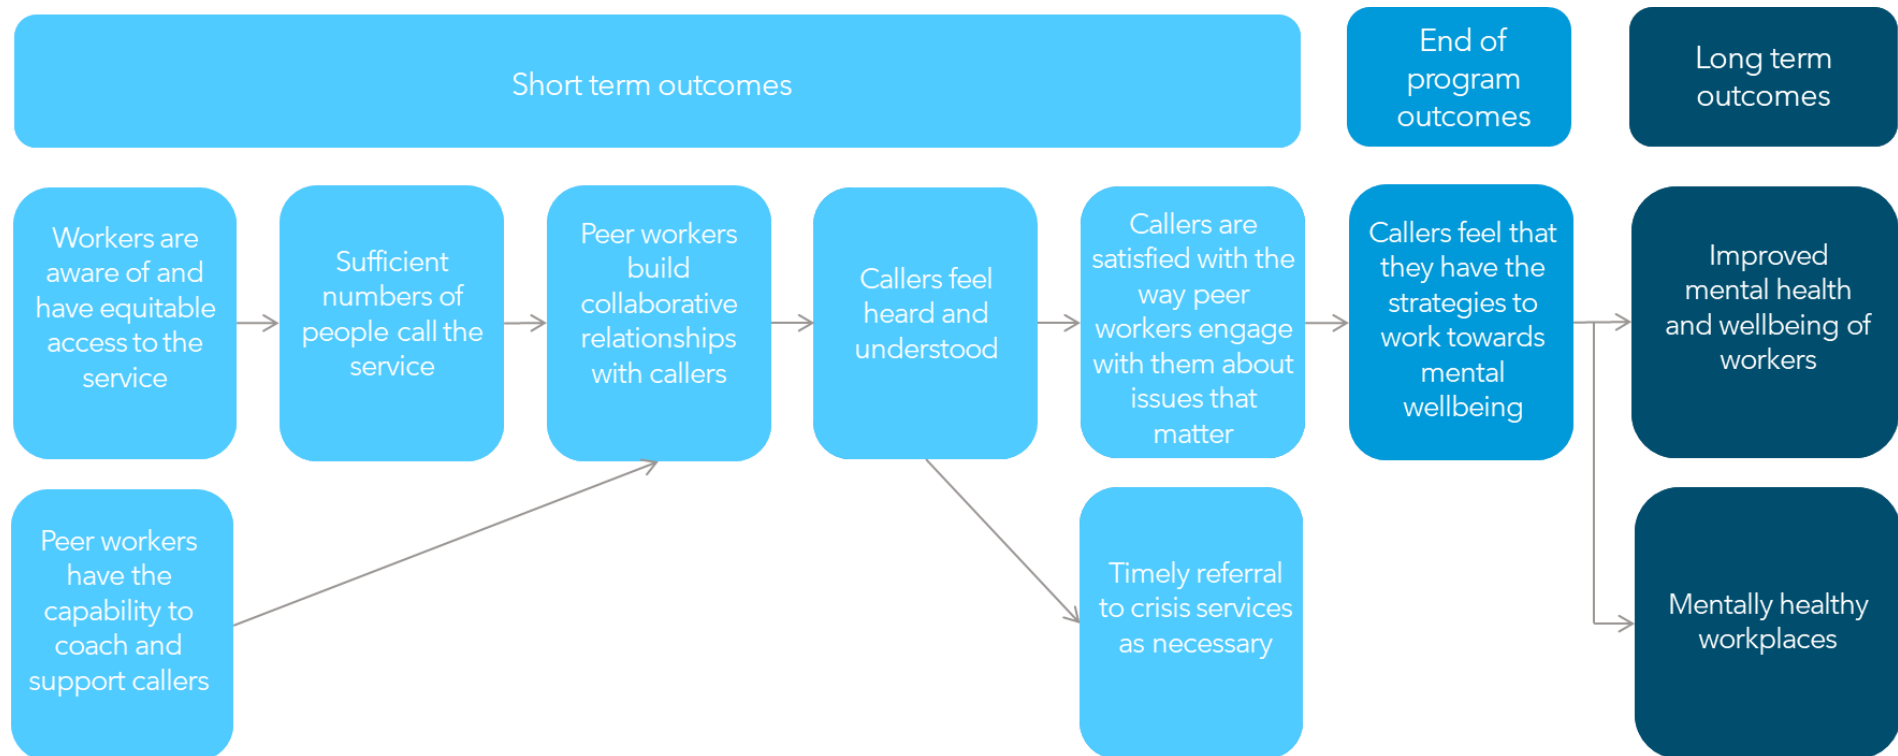 Short term outcomes
End of
program
outcomes
Long term
outcomes
Workers are
aware of and
have equitable
access to the
service
Sufficient
numbers of
people call the
service
Peer workers
build
collaborative
relationships
with callers
Callers feel
heard and
understood
Callers are
satisfied with the
way peer
workers engage
with them about
issues that
matter
Callers feel that
they have the
strategies to
work towards
mental
wellbeing
Improved
mental health
and wellbeing of
workers
Peer workers
have the
capability to
coach and
support callers
Timely referral
to crisis services
as necessary
Mentally healthy
workplaces